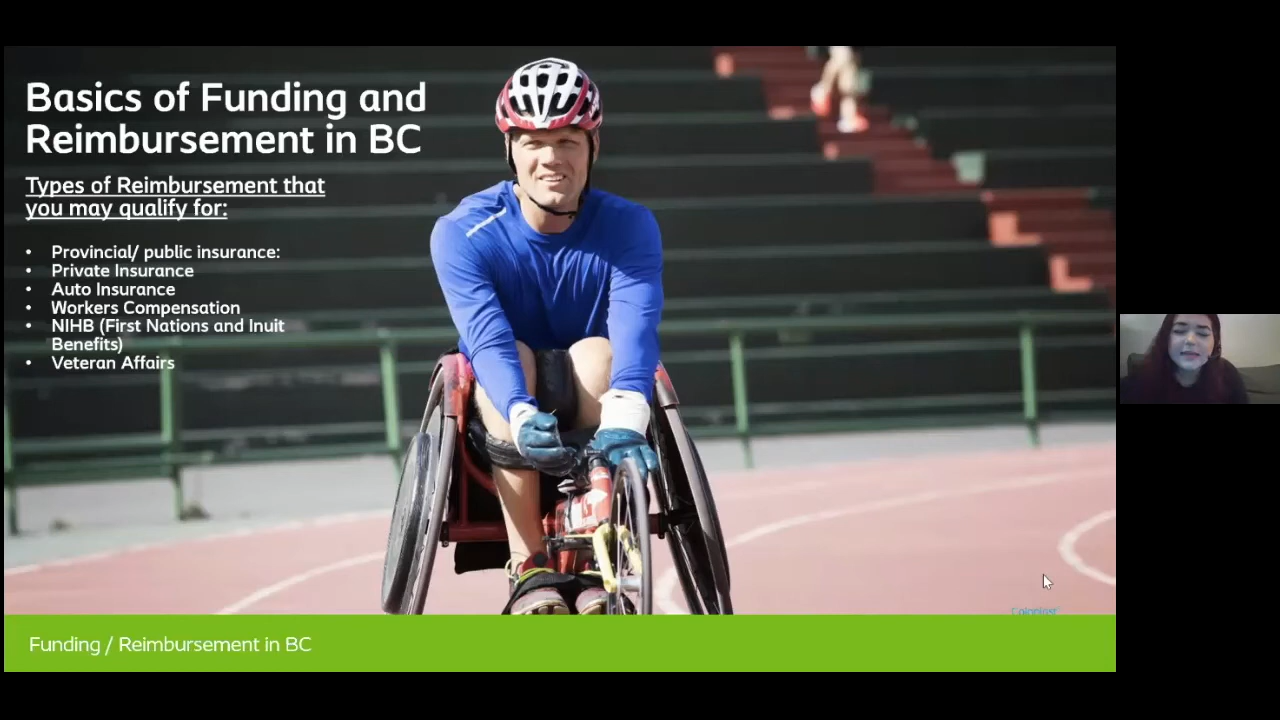 Basics of Funding and
Reimbursement in BC
Types of Reimbursement that
you may qualify for:
• Provincial/ public insurance:
• Private Insurance
• Auto Insurance
• Workers Compensation
• NIHB (First Nations and Inuit
Benefits)
• Veteran Affairs
Coloplast
Funding / Reimbursement in BC